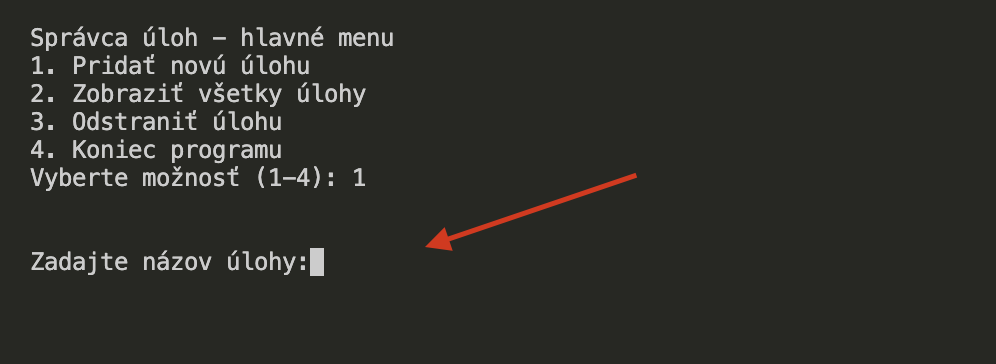 Správca úloh – hlavné menu
1. Pridať novú úlohu
2. Zobraziť všetky úlohy
3. Odstraniť úlohu
4. Koniec programu
Vyberte možnosť (1–4): 1
Zadajte názov úlohy: